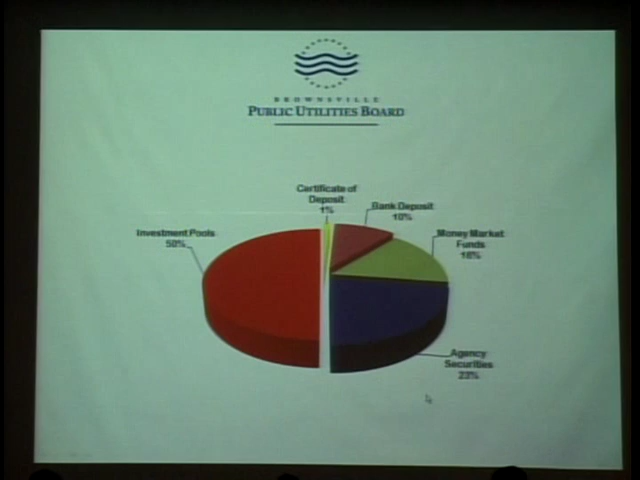 BROWNSVILLE
PUBLIC UTILITIES BOARD
Certificate of
Deposit
1%
Bank Deposit
10%
Investment Pools
50%
Money Market
Funds
16%
Agency
Securities
23%